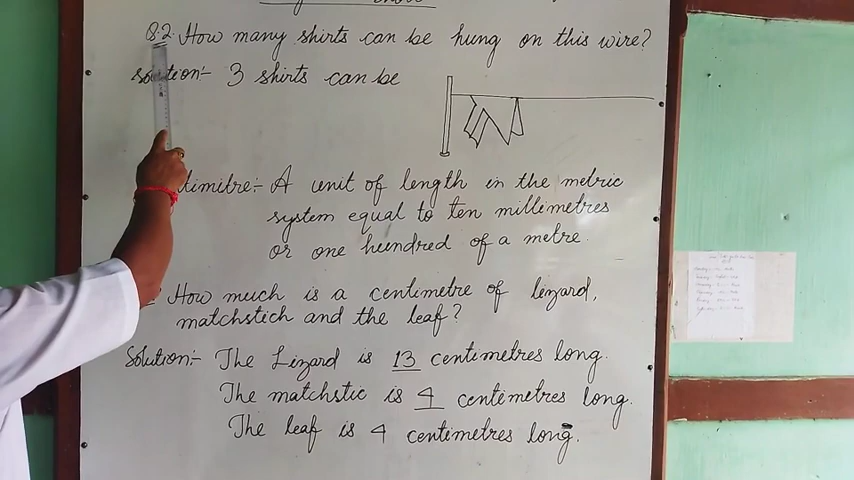 Q.2. How many shirts can be hung on this wire?
Solution:- 3 shirts can be
timitre:- A unit of length in the metric
system equal to ten millimetres
or one hundred of a metre.
How much is a centimetre of lizard,
matchstich and the leaf?
Solution:- The Lizard is 13 centimetres long.
The matchstic is 4 centimetres long.
The leaf is 4 centimetres long.